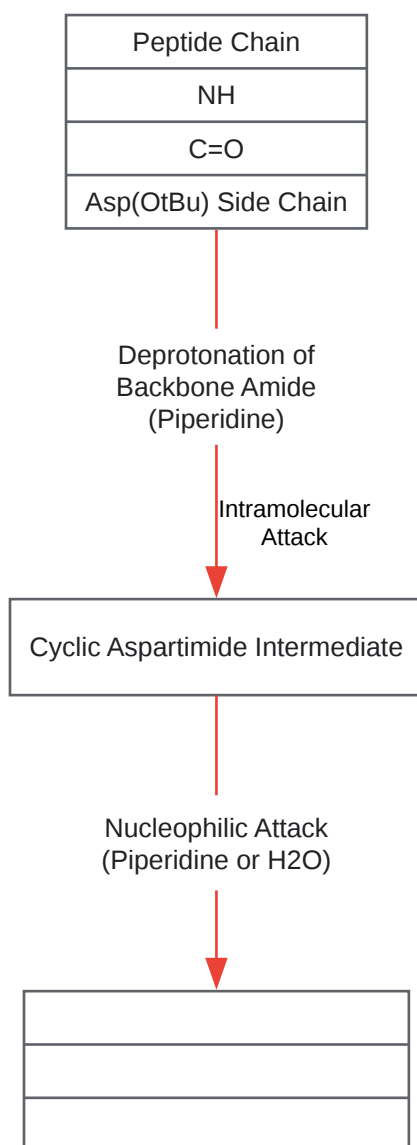 Peptide Chain
NH
C=O
Asp(OtBu) Side Chain
Deprotonation of
Backbone Amide
(Piperidine)
Intramolecular
Attack
Cyclic Aspartimide Intermediate
Nucleophilic Attack
(Piperidine or H2O)